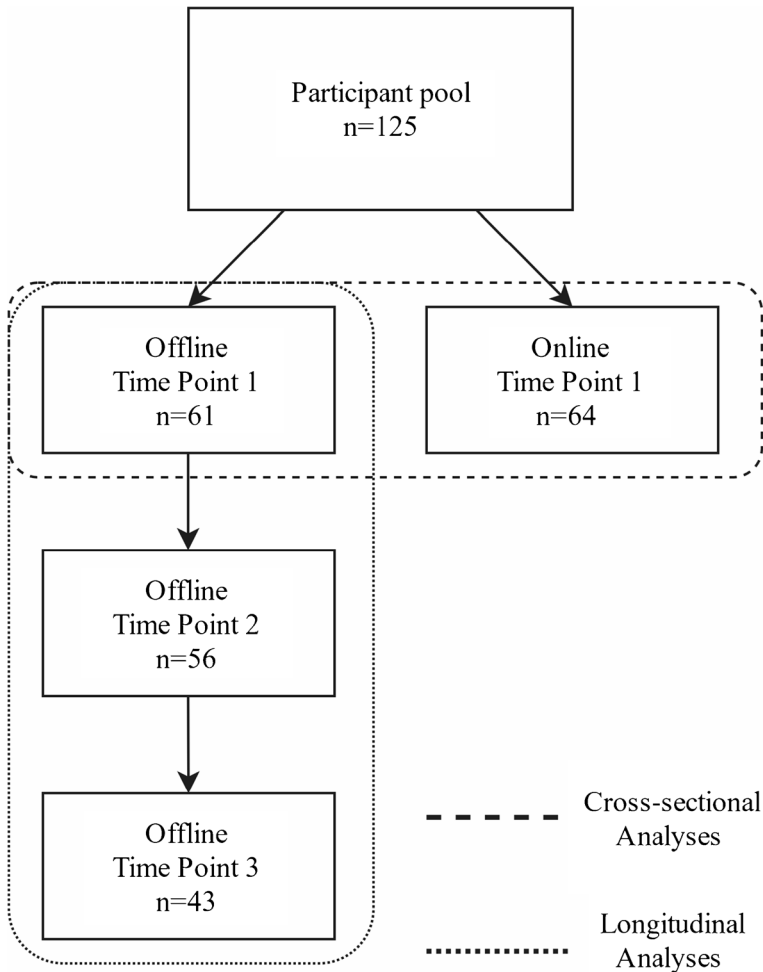 Participant pool
n=125
Offline
Time Point 1
n=61
Online
Time Point 1
n=64
Offline
Time Point 2
n=56
Offline
Time Point 3
n=43
Cross-sectional
Analyses
Longitudinal
Analyses